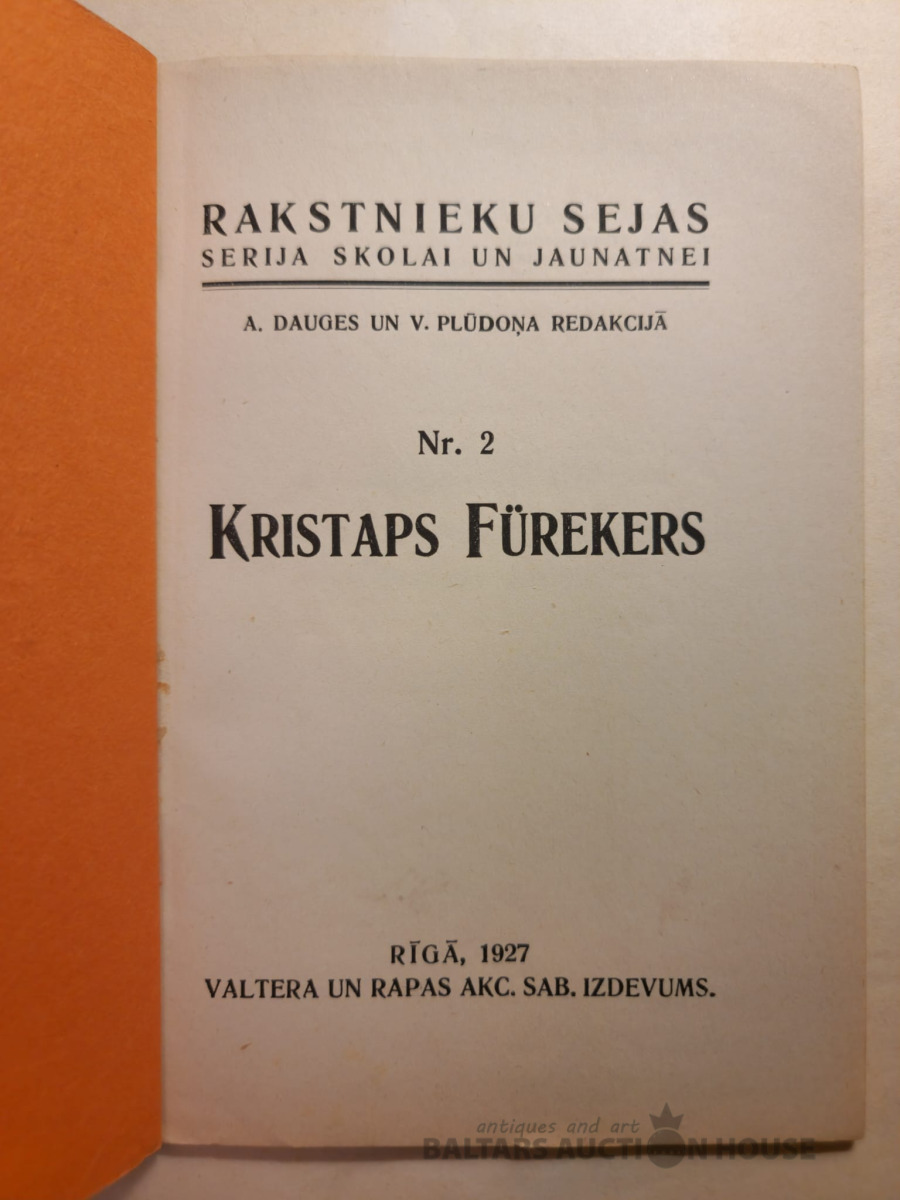 RAKSTNIEKU SEJAS
SERIJA SKOLAI UN JAUNATNEI
A. DAUGES UN V. PLŪDOŅA REDAKCIJĀ
Nr. 2
KRISTAPS FÜREKERS
RĪGĀ, 1927
VALTERA UN RAPAS AKC. SAB. IZDEVUMS.
antiques and art
BALTARS AUCTION HOUSE